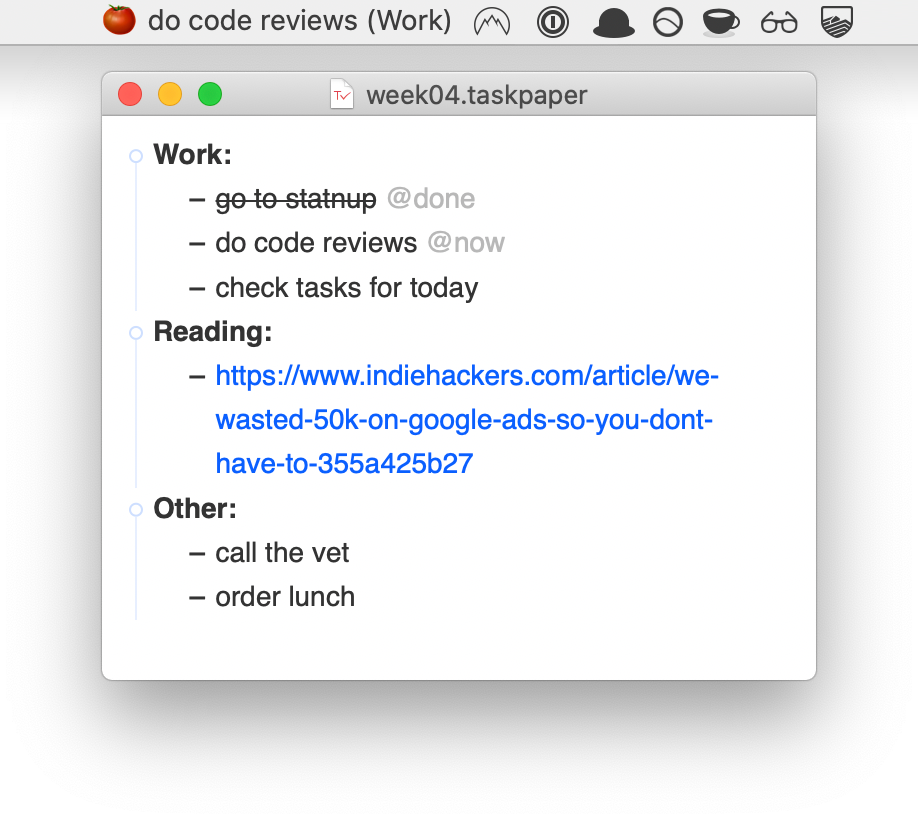 do code reviews (Work)
week04.taskpaper
Work:
– go to statnup @done
– do code reviews @now
– check tasks for today
Reading:
– https://www.indiehackers.com/article/we-
wasted-50k-on-google-ads-so-you-dont-
have-to-355a425b27
Other:
– call the vet
– order lunch